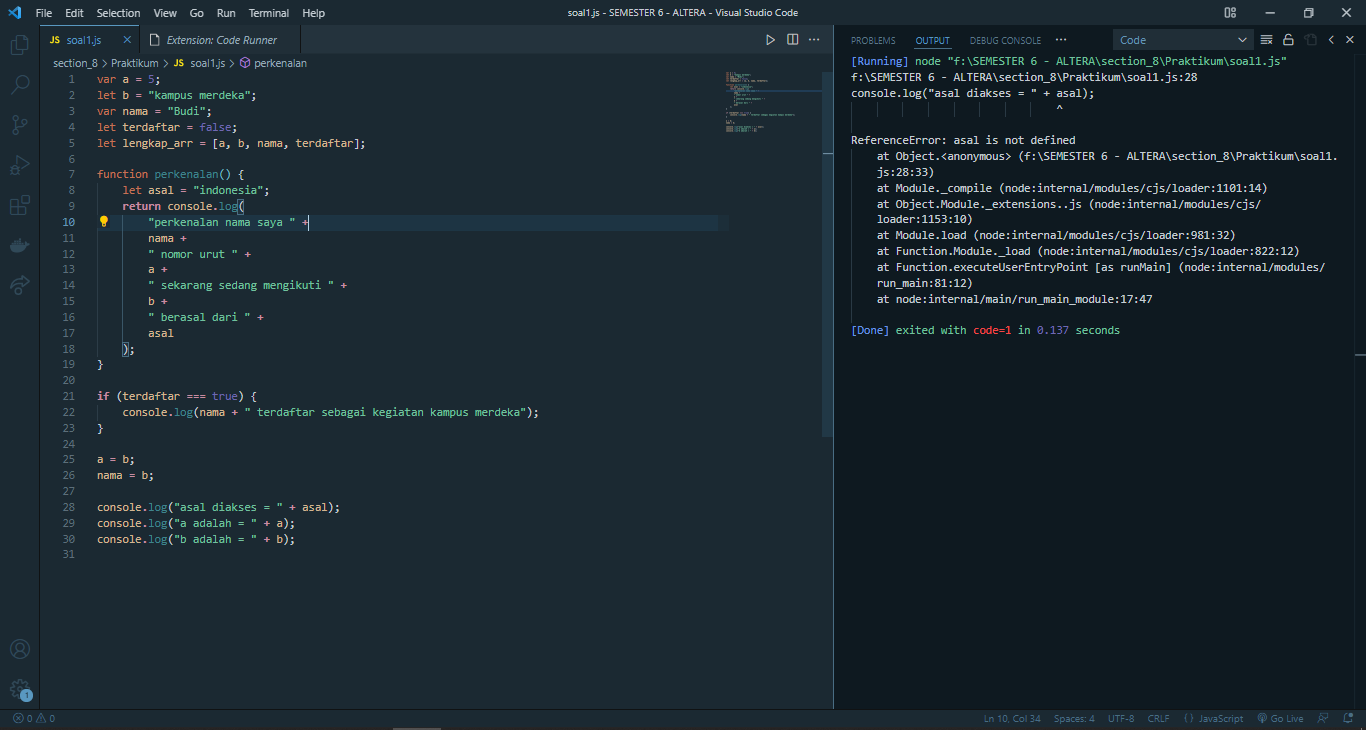 File Edit Selection View Go Run Terminal Help
soal1.js - SEMESTER 6 - ALTERA - Visual Studio Code
JS soal1.js
Extension: Code Runner
section_8 > Praktikum > JS soal1.js > perkenalan
1 var a = 5;
2 let b = "kampus merdeka";
3 var nama = "Budi";
4 let terdaftar = false;
5 let lengkap_arr = [a, b, nama, terdaftar];
6
7 function perkenalan() {
8 let asal = "indonesia";
9 return console.log(
10 "perkenalan nama saya " +
11 nama +
12 " nomor urut " +
13 a +
14 " sekarang sedang mengikuti " +
15 b +
16 " berasal dari " +
17 asal
18 );
19 }
20
21 if (terdaftar === true) {
22 console.log(nama + " terdaftar sebagai kegiatan kampus merdeka");
23 }
24
25 a = b;
26 nama = b;
27
28 console.log("asal diakses = " + asal);
29 console.log("a adalah = " + a);
30 console.log("b adalah = " + b);
31
PROBLEMS OUTPUT DEBUG CONSOLE ··· Code
[Running] node "f:\SEMESTER 6 - ALTERA\section_8\Praktikum\soal1.js"
f:\SEMESTER 6 - ALTERA\section_8\Praktikum\soal1.js:28
console.log("asal diakses = " + asal);
^
ReferenceError: asal is not defined
at Object.<anonymous> (f:\SEMESTER 6 - ALTERA\section_8\Praktikum\soal1.
js:28:33)
at Module._compile (node:internal/modules/cjs/loader:1101:14)
at Object.Module._extensions..js (node:internal/modules/cjs/
loader:1153:10)
at Module.load (node:internal/modules/cjs/loader:981:32)
at Function.Module._load (node:internal/modules/cjs/loader:822:12)
at Function.executeUserEntryPoint [as runMain] (node:internal/modules/
run_main:81:12)
at node:internal/main/run_main_module:17:47
[Done] exited with code=1 in 0.137 seconds
1
0 0
Ln 10, Col 34 Spaces: 4 UTF-8 CRLF {} JavaScript Go Live